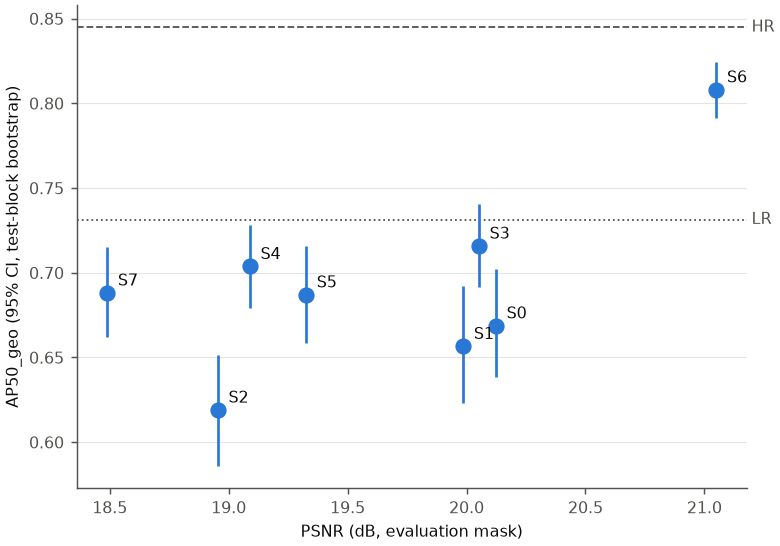 0.85
HR
0.80
S6
0.75
LR
S3
0.70
S4
S5
S7
S0
S1
0.65
S2
0.60
AP50_geo (95% CI, test-block bootstrap)
18.5
19.0
19.5
20.0
20.5
21.0
PSNR (dB, evaluation mask)